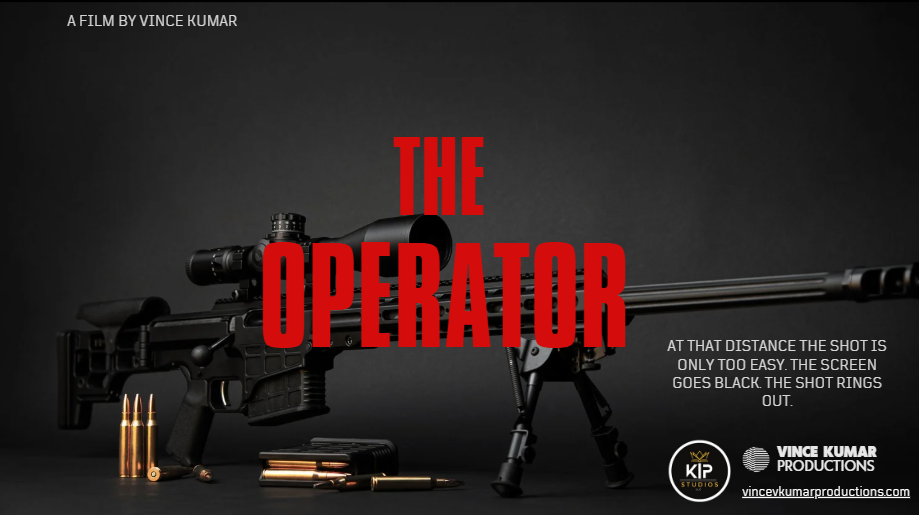 A FILM BY VINCE KUMAR
THE
OPERATOR
AT THAT DISTANCE THE SHOT IS
ONLY TOO EASY. THE SCREEN
GOES BLACK. THE SHOT RINGS
OUT.
KIP
STUDIOS
VINCE KUMAR
PRODUCTIONS
vincevkumarproductions.com